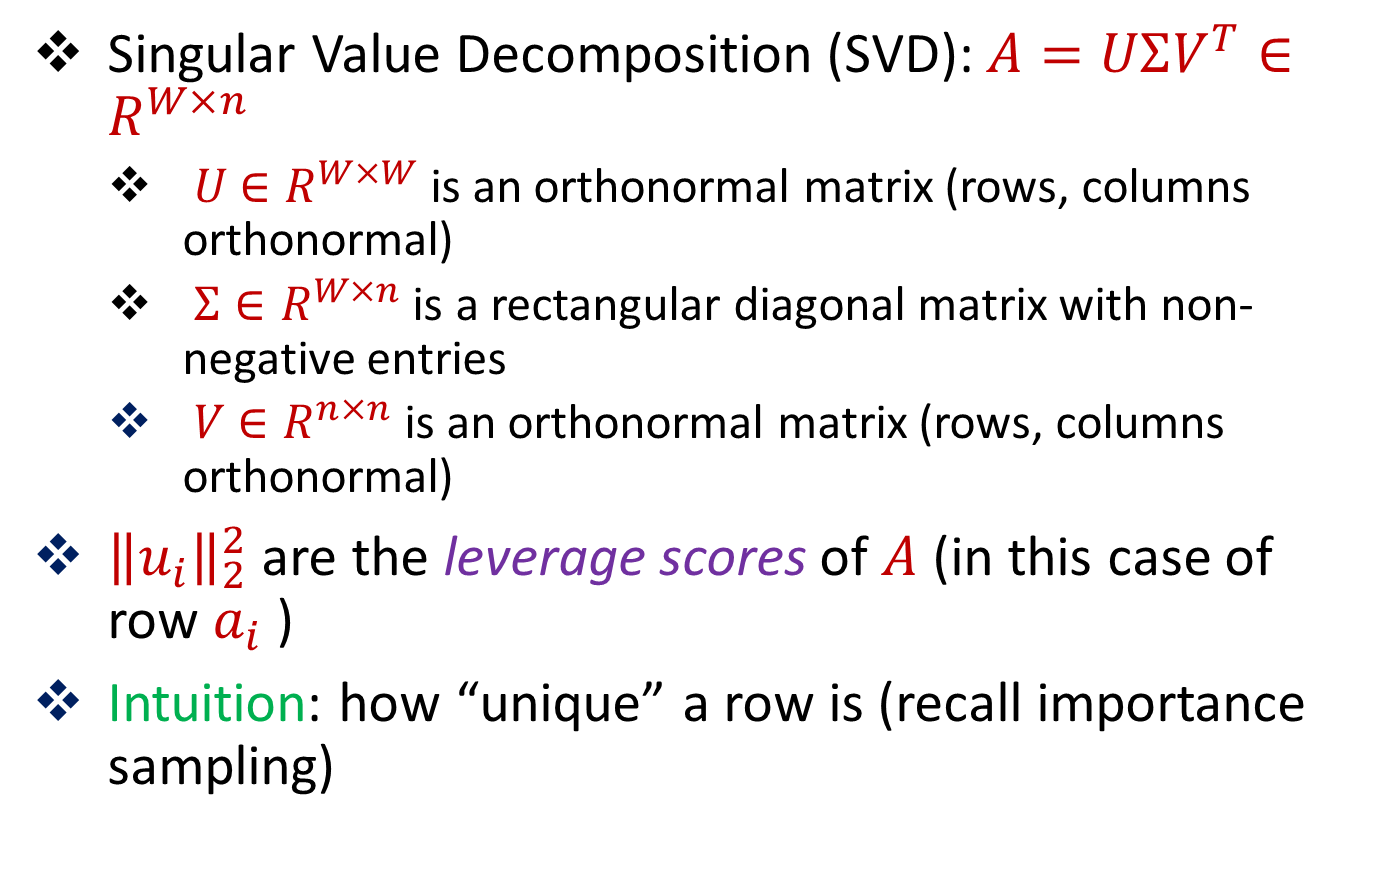 ❖ Singular Value Decomposition (SVD): A = UΣV^T ∈
R^{W×n}
❖ U ∈ R^{W×W} is an orthonormal matrix (rows, columns
orthonormal)
❖ Σ ∈ R^{W×n} is a rectangular diagonal matrix with non-
negative entries
❖ V ∈ R^{n×n} is an orthonormal matrix (rows, columns
orthonormal)
❖ ‖u_i‖_2^2 are the leverage scores of A (in this case of
row a_i )
❖ Intuition: how “unique” a row is (recall importance
sampling)